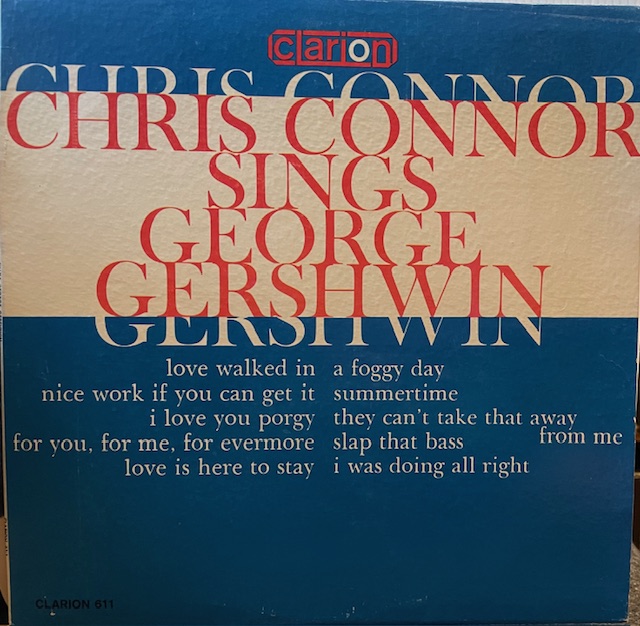 clarion
CHRIS CONNOR
CHRIS CONNOR
SINGS
GEORGE
GERSHWIN
GERSHWIN
love walked in
nice work if you can get it
i love you porgy
for you, for me, for evermore
love is here to stay
a foggy day
summertime
they can't take that away
from me
slap that bass
i was doing all right
CLARION 611